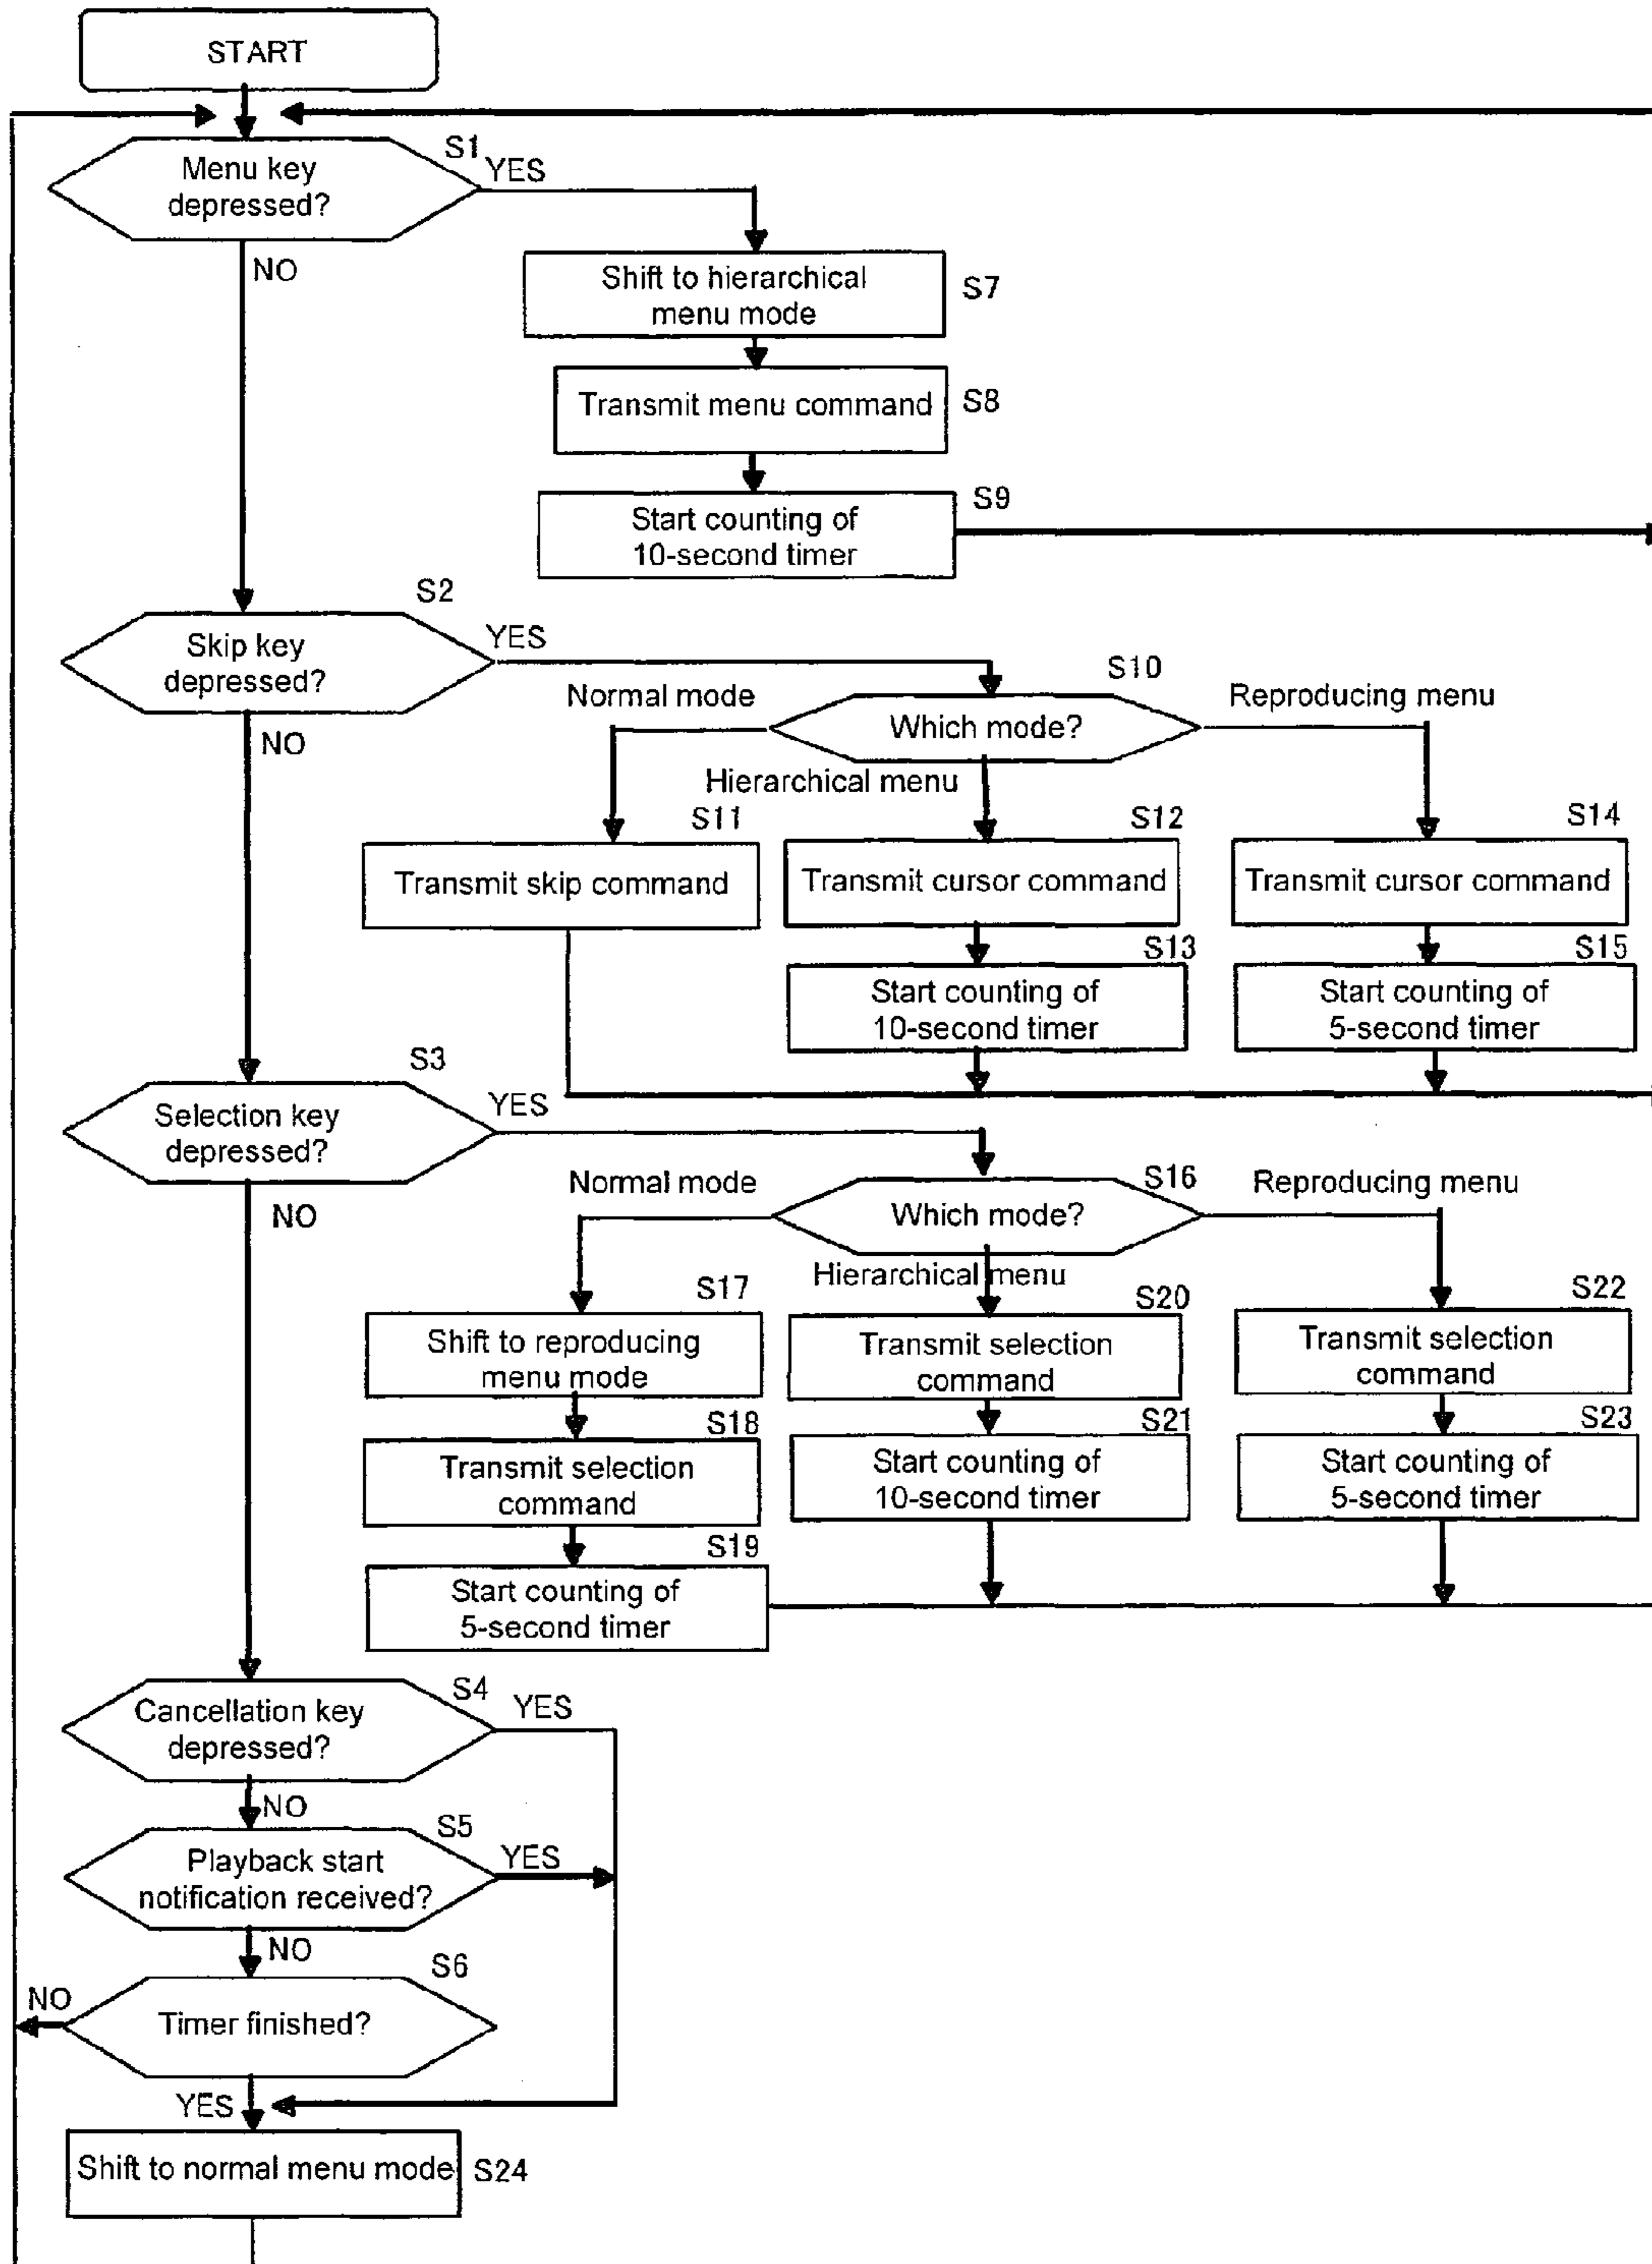 START
S1
Menu key
depressed?
YES
NO
Shift to hierarchical
menu mode
S7
Transmit menu command
S8
S9
Start counting of
10-second timer
S2
Skip key
depressed?
YES
NO
S10
Which mode?
Normal mode
Hierarchical menu
Reproducing menu
S11
Transmit skip command
S12
Transmit cursor command
S13
Start counting of
10-second timer
S14
Transmit cursor command
S15
Start counting of
5-second timer
S3
Selection key
depressed?
YES
NO
S16
Which mode?
Normal mode
Hierarchical menu
Reproducing menu
S17
Shift to reproducing
menu mode
S18
Transmit selection
command
S19
Start counting of
5-second timer
S20
Transmit selection
command
S21
Start counting of
10-second timer
S22
Transmit selection
command
S23
Start counting of
5-second timer
S4
Cancellation key
depressed?
YES
NO
S5
Playback start
notification received?
YES
NO
S6
Timer finished?
NO
YES
Shift to normal menu mode
S24